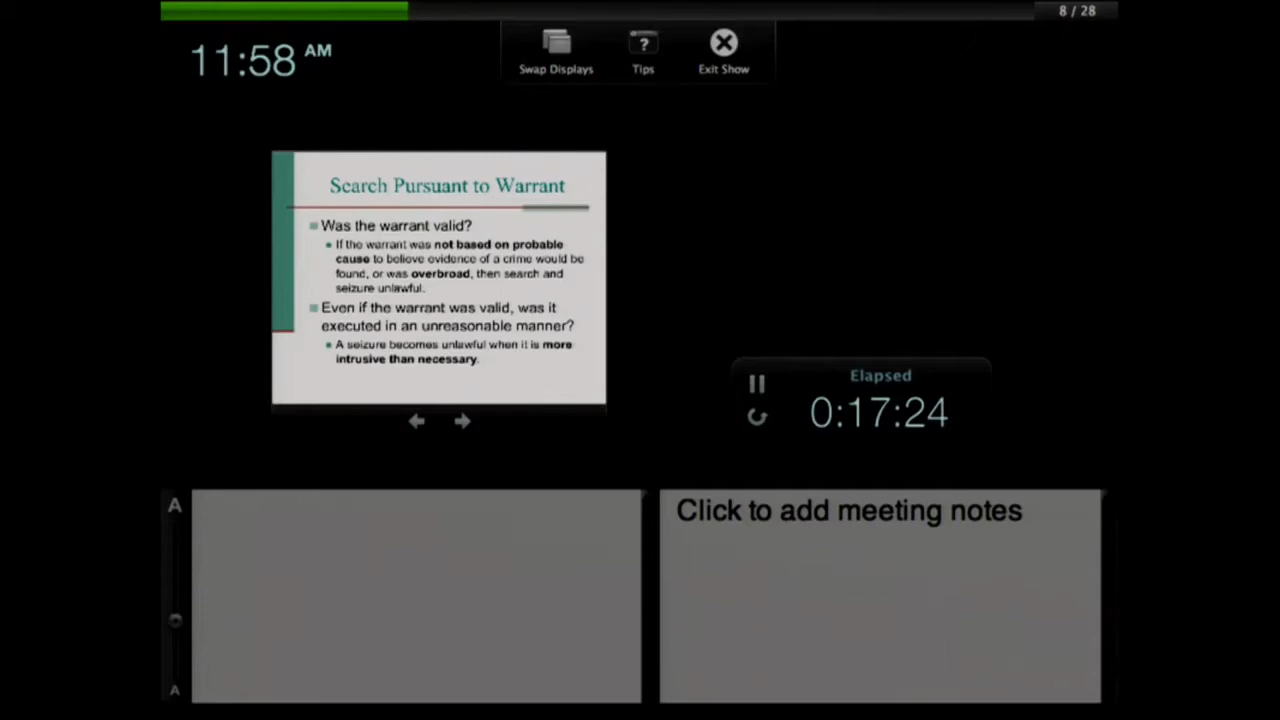 8 / 28
11:58 AM
Swap Displays
Tips
Exit Show
Search Pursuant to Warrant
Was the warrant valid?
If the warrant was not based on probable
cause to believe evidence of a crime would be
found, or was overbroad, then search and
seizure unlawful.
Even if the warrant was valid, was it
executed in an unreasonable manner?
A seizure becomes unlawful when it is more
intrusive than necessary.
Elapsed
0:17:24
A
Click to add meeting notes
A